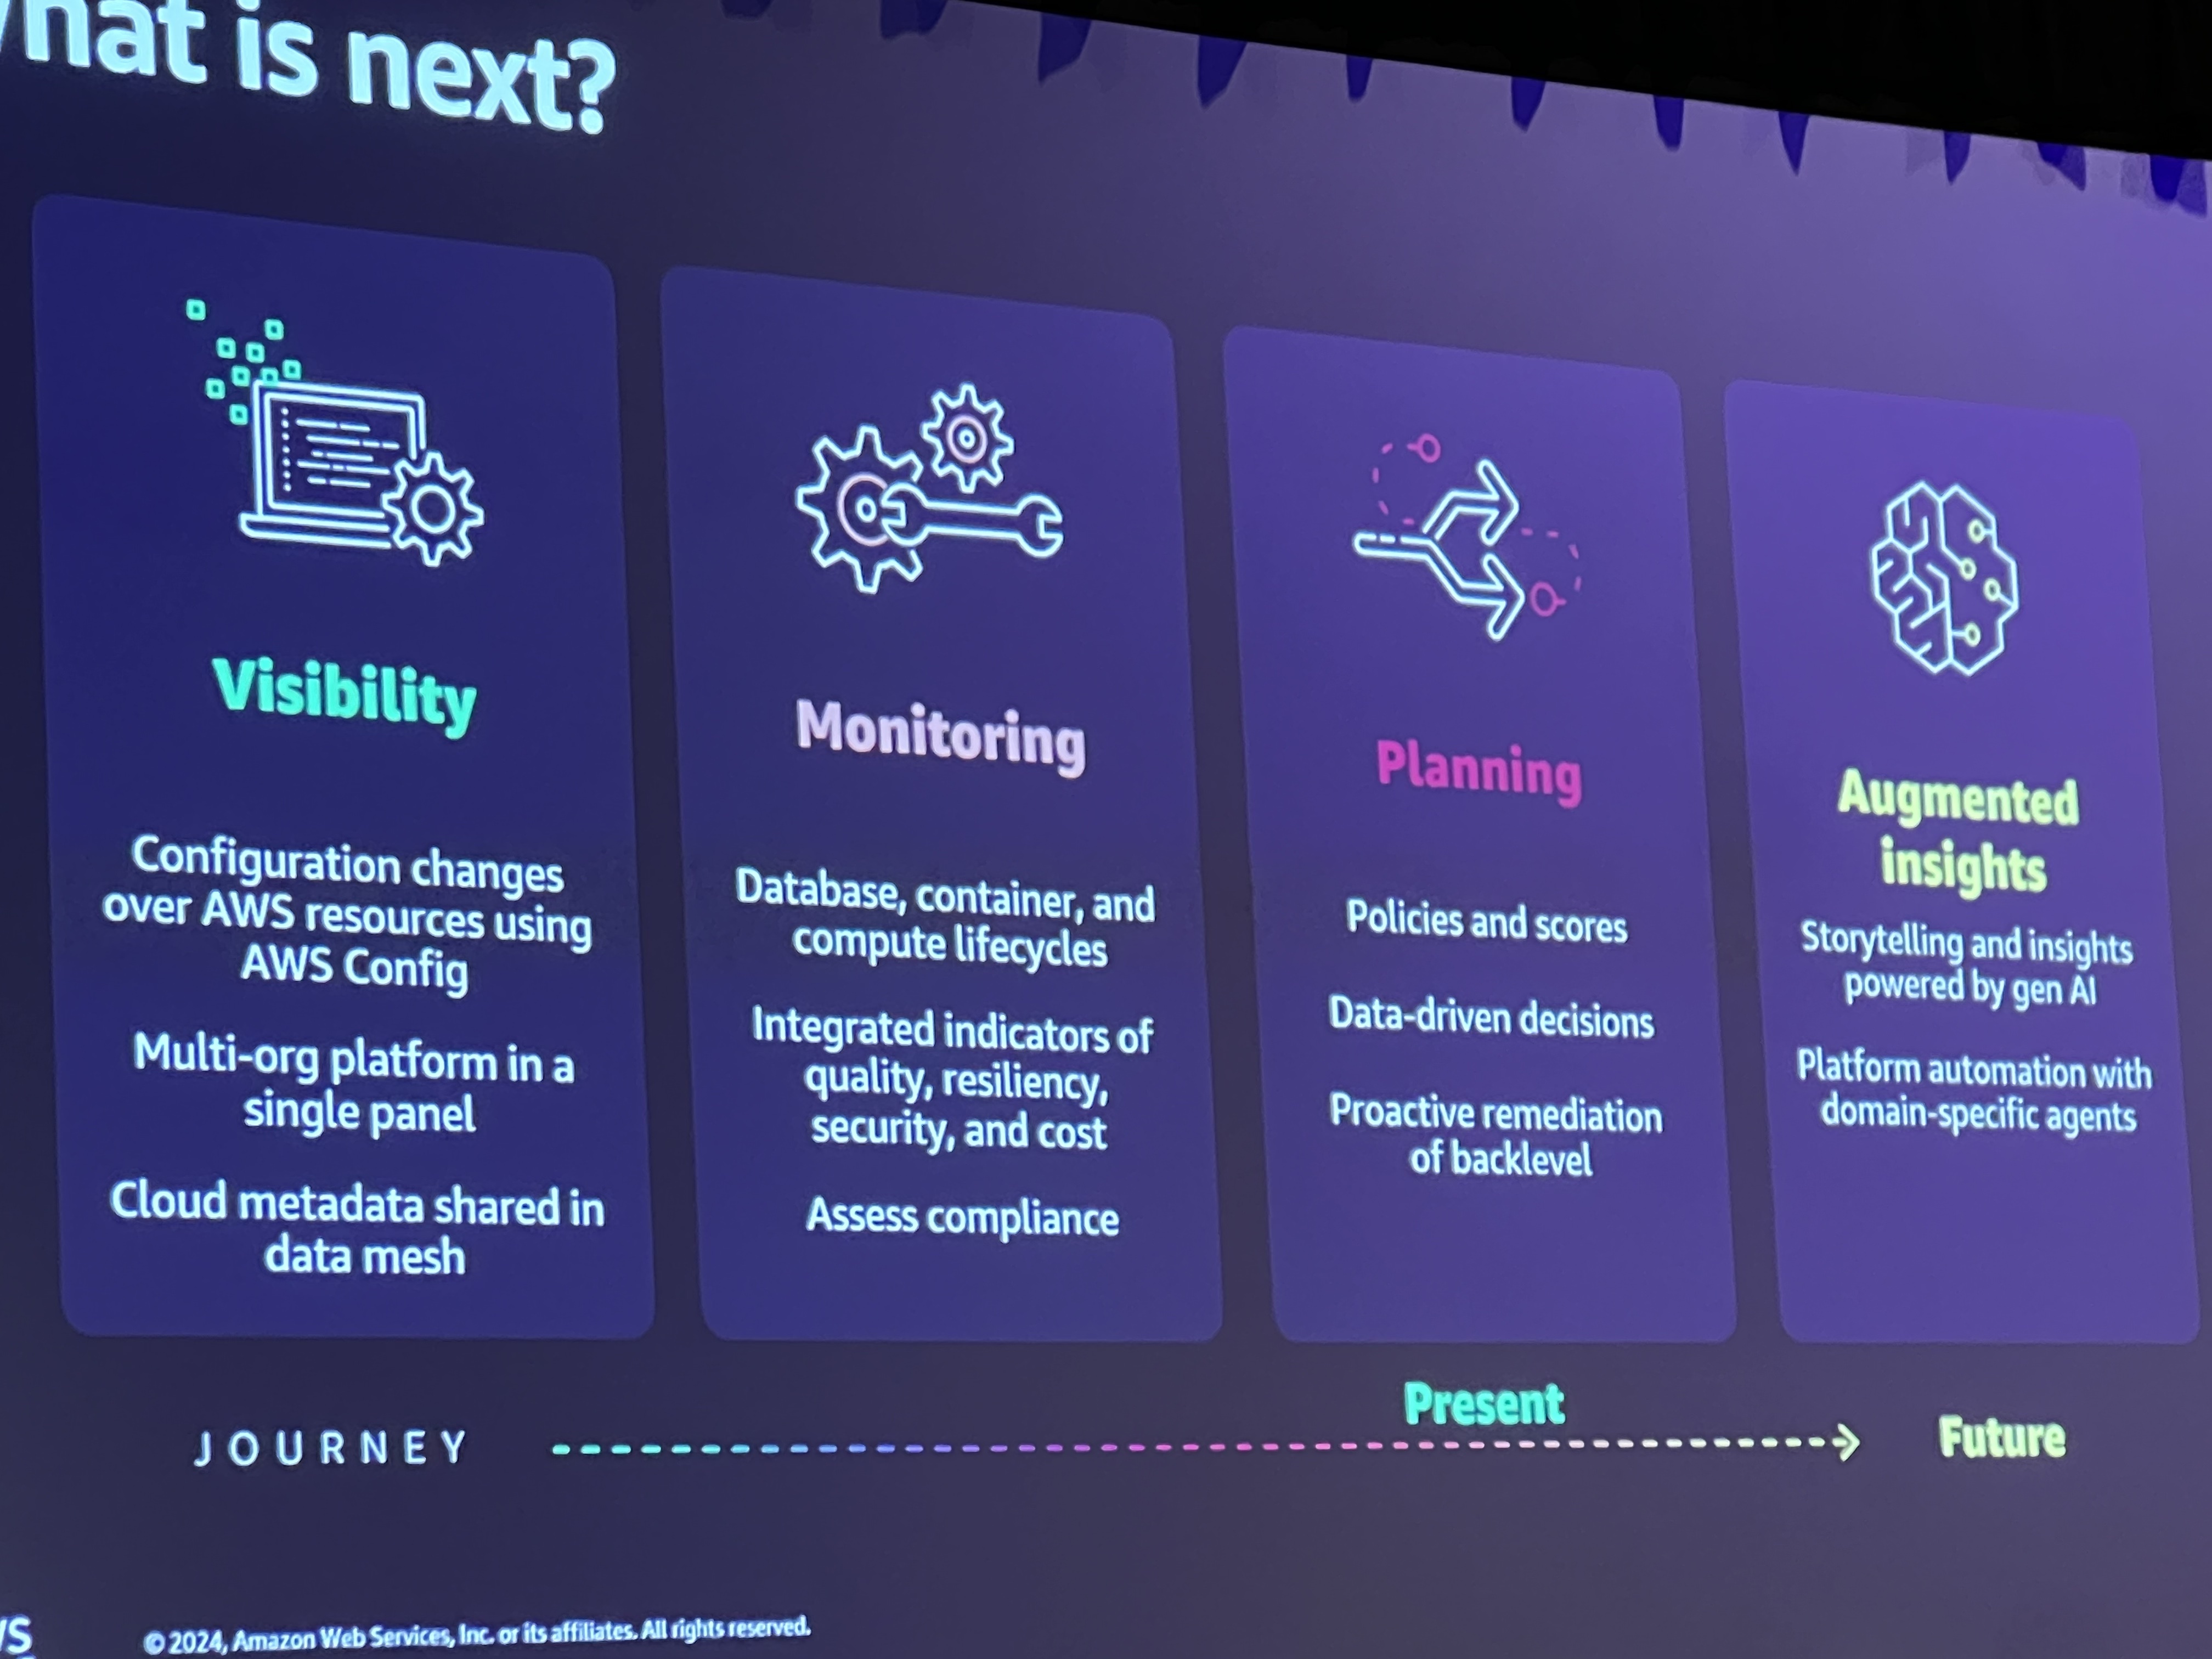 hat is next?
Visibility
Configuration changes
over AWS resources using
AWS Config
Multi-org platform in a
single panel
Cloud metadata shared in
data mesh
Monitoring
Database, container, and
compute lifecycles
Integrated indicators of
quality, resiliency,
security, and cost
Assess compliance
Planning
Policies and scores
Data-driven decisions
Proactive remediation
of backlevel
Augmented
insights
Storytelling and insights
powered by gen AI
Platform automation with
domain-specific agents
JOURNEY
Present
Future
© 2024, Amazon Web Services, Inc. or its affiliates. All rights reserved.